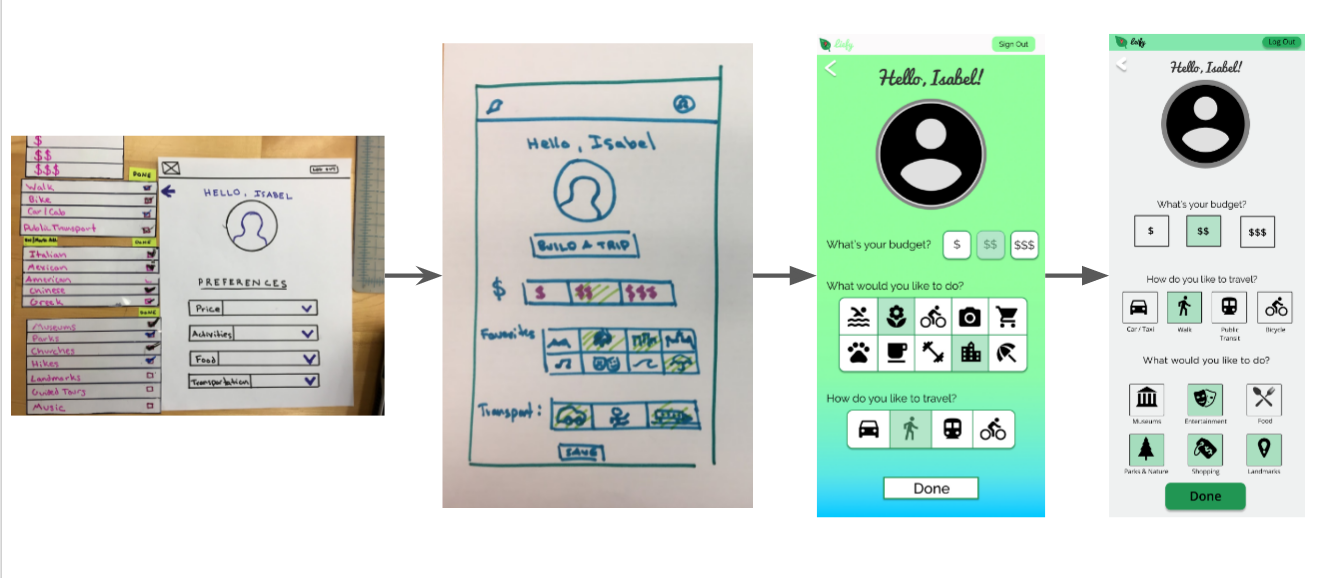 $
$$
$$$
DONE
Walk
Bike
Car/Cab
Public Transport
DONE
Italian
Mexican
American
Chinese
Greek
DONE
Museums
Parks
Churches
Hikes
Landmarks
Guided Tours
Music
LOG OUT
HELLO, ISABEL
PREFERENCES
Price
Activities
Food
Transportation
Hello, Isabel
BUILD A TRIP
$
$ $$ $$$
Favorites
Transport:
SAVE
leafy Sign Out
Hello, Isabel!
What's your budget? $ $$ $$$
What would you like to do?
How do you like to travel?
Done
leafy Log Out
Hello, Isabel!
What's your budget?
$ $$ $$$
How do you like to travel?
Car / Taxi Walk Public Bicycle
Transit
What would you like to do?
Museums Entertainment Food
Parks & Nature Shopping Landmarks
Done